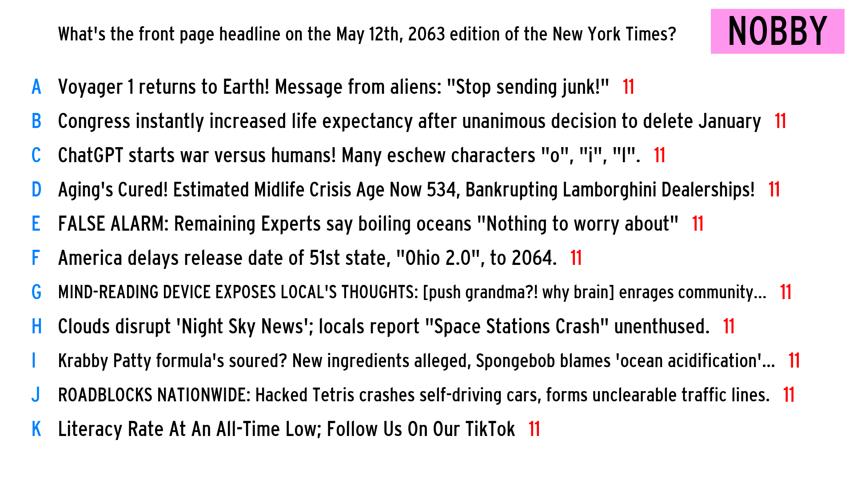 What's the front page headline on the May 12th, 2063 edition of the New York Times?
NOBBY
A Voyager 1 returns to Earth! Message from aliens: "Stop sending junk!" 11
B Congress instantly increased life expectancy after unanimous decision to delete January 11
C ChatGPT starts war versus humans! Many eschew characters "o", "i", "l". 11
D Aging's Cured! Estimated Midlife Crisis Age Now 534, Bankrupting Lamborghini Dealerships! 11
E FALSE ALARM: Remaining Experts say boiling oceans "Nothing to worry about" 11
F America delays release date of 51st state, "Ohio 2.0", to 2064. 11
G MIND-READING DEVICE EXPOSES LOCAL'S THOUGHTS: [push grandma?! why brain] enrages community... 11
H Clouds disrupt 'Night Sky News'; locals report "Space Stations Crash" unenthused. 11
I Krabby Patty formula's soured? New ingredients alleged, Spongebob blames 'ocean acidification'... 11
J ROADBLOCKS NATIONWIDE: Hacked Tetris crashes self-driving cars, forms unclearable traffic lines. 11
K Literacy Rate At An All-Time Low; Follow Us On Our TikTok 11